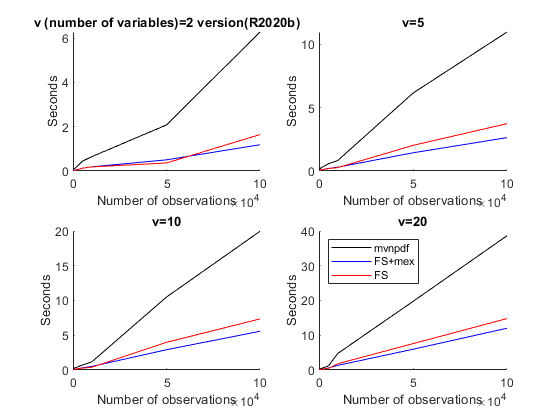 v (number of variables)=2 version(R2020b)
Seconds
6
4
2
0
0
5
10
Number of observations ×10^4
v=5
Seconds
10
5
0
0
5
10
Number of observations ×10^4
v=10
Seconds
20
15
10
5
0
0
5
10
Number of observations ×10^4
v=20
Seconds
40
30
20
10
0
mvnpdf
FS+mex
FS
0
5
10
Number of observations ×10^4